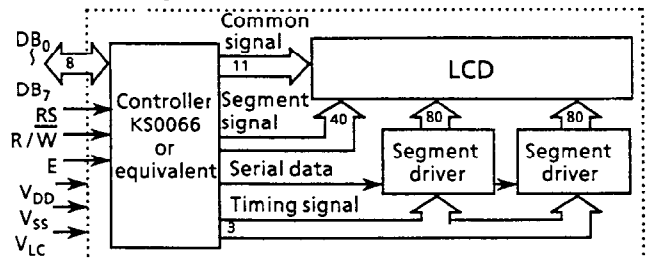 DB0
8
DB7
RS
R / W̅
E
VDD
VSS
VLC
Controller
KS0066
or
equivalent
Common
signal
11
Segment
signal
40
Serial data
Timing signal
3
LCD
80
80
Segment
driver
Segment
driver